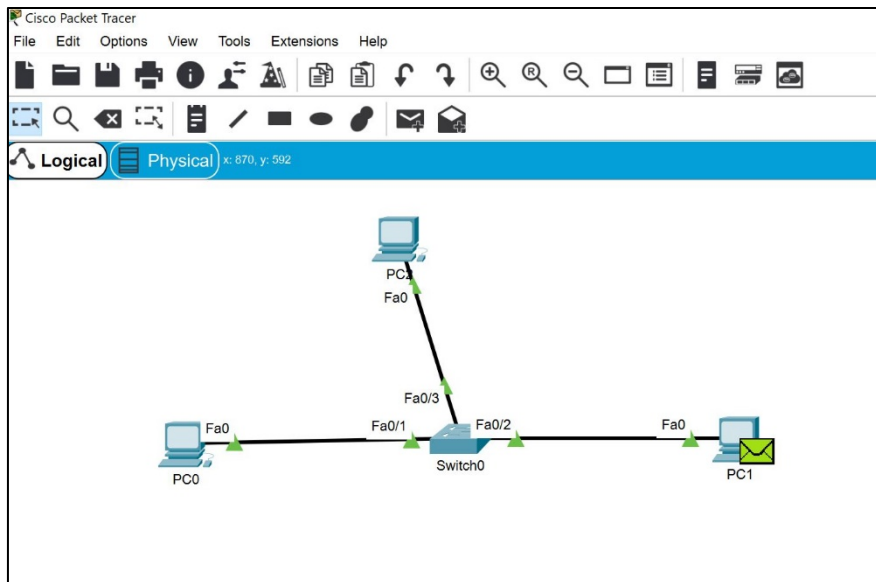 Cisco Packet Tracer
File Edit Options View Tools Extensions Help
Logical Physical x: 870, y: 592
PC2
Fa0
Fa0/3
Fa0 Fa0/1 Fa0/2 Fa0
Switch0
PC0 PC1